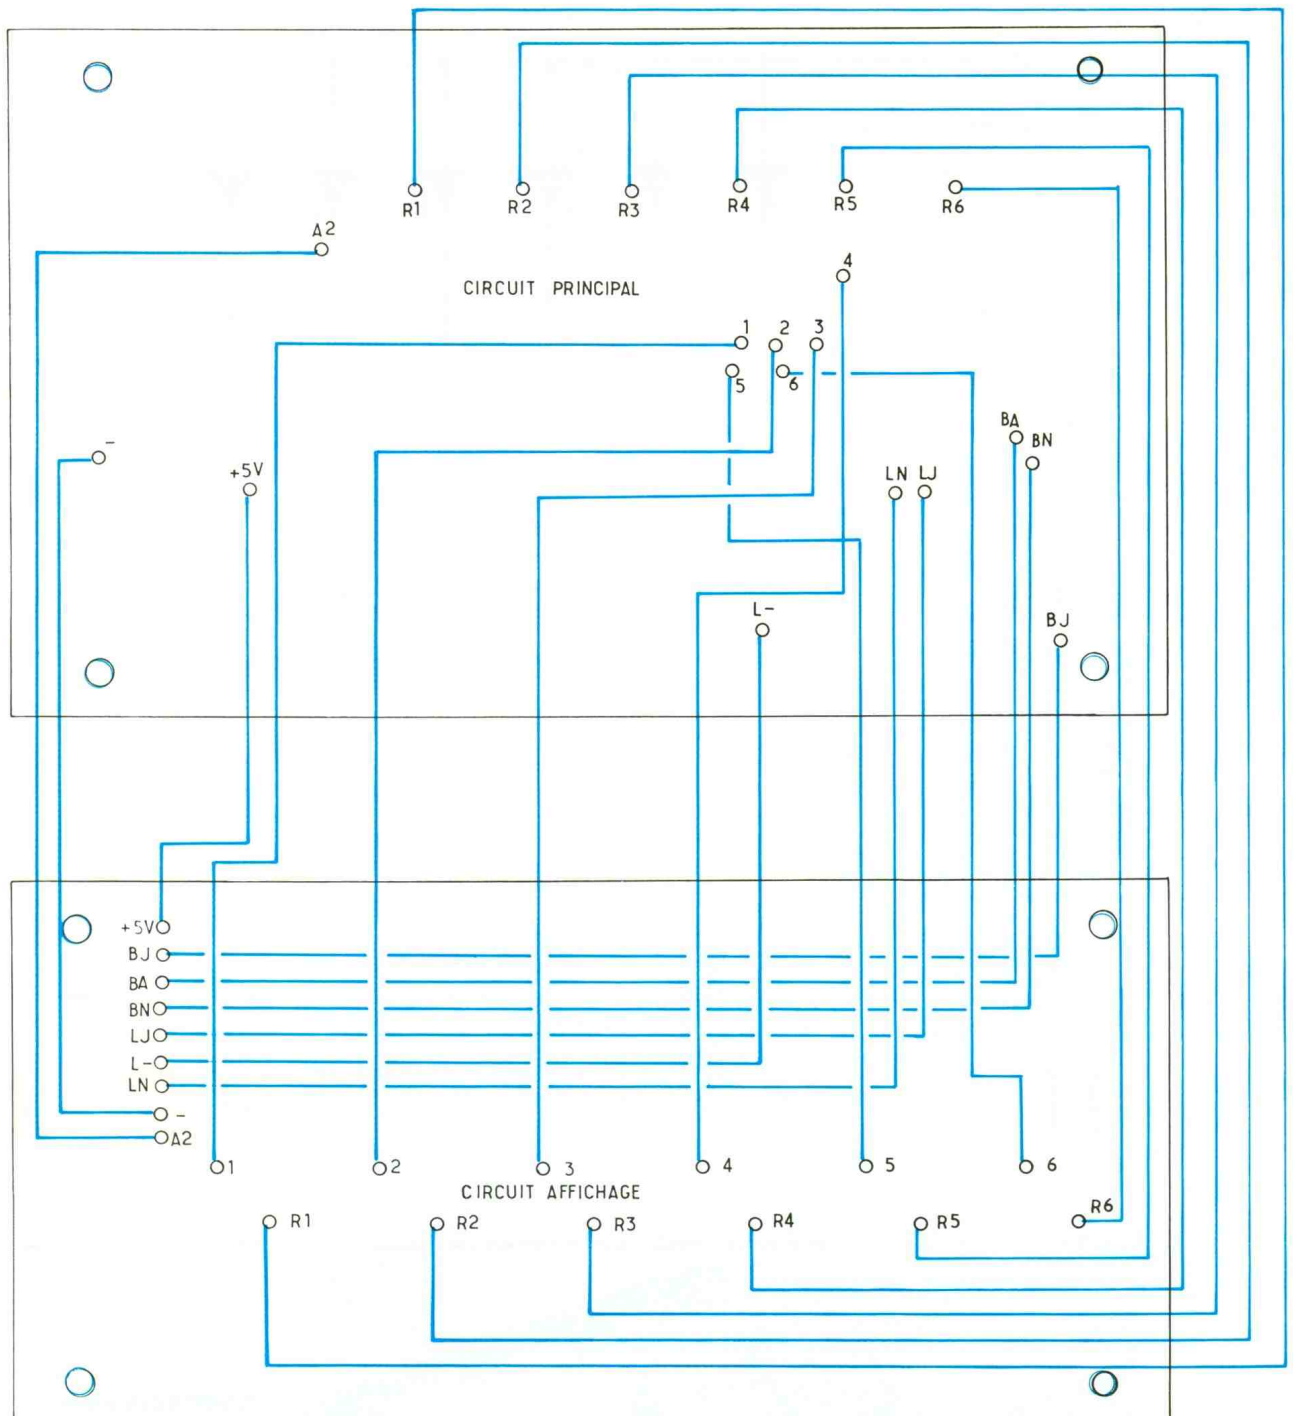 R1 R2 R3 R4 R5 R6
A2
4
CIRCUIT PRINCIPAL
1 2 3
5 6
BA
BN
-
+5V
LN LJ
L-
BJ
+5V
BJ
BA
BN
LJ
L-
LN
-
A2
1 2 3 4 5 6
CIRCUIT AFFICHAGE
R1 R2 R3 R4 R5 R6